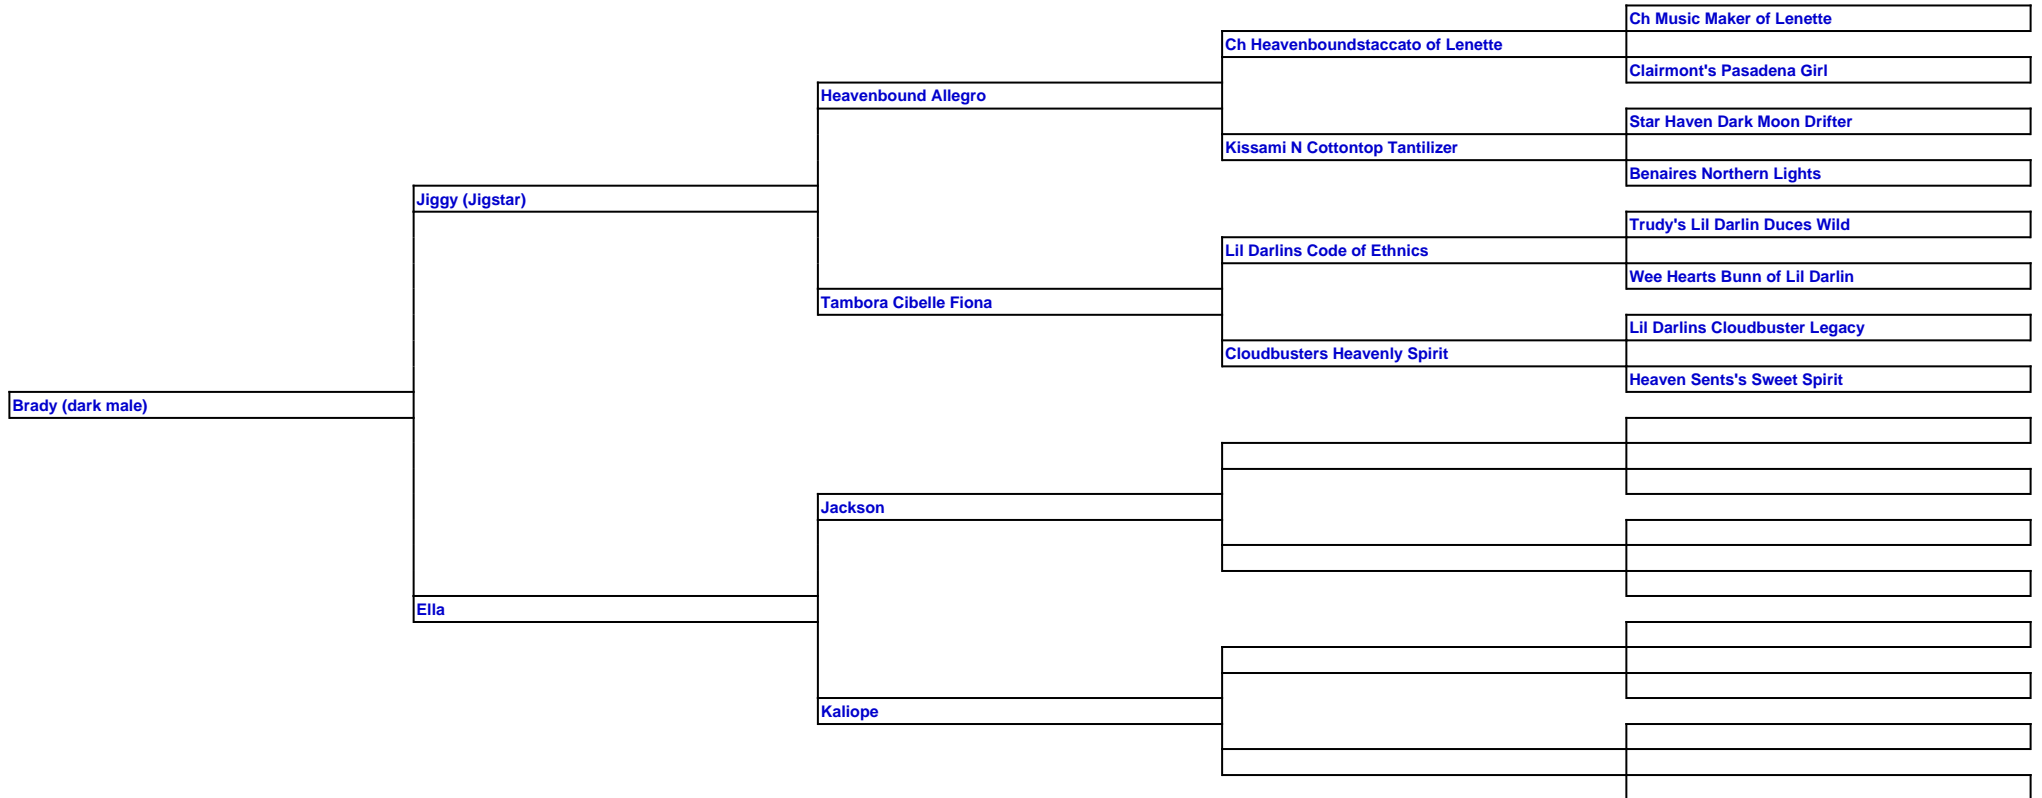 Ch Music Maker of Lenette
Ch Heavenboundstaccato of Lenette
Clairmont's Pasadena Girl
Heavenbound Allegro
Star Haven Dark Moon Drifter
Kissami N Cottontop Tantilizer
Benaires Northern Lights
Jiggy (Jigstar)
Trudy's Lil Darlin Duces Wild
Lil Darlins Code of Ethnics
Wee Hearts Bunn of Lil Darlin
Tambora Cibelle Fiona
Lil Darlins Cloudbuster Legacy
Cloudbusters Heavenly Spirit
Heaven Sents's Sweet Spirit
Brady (dark male)
Jackson
Ella
Kaliope